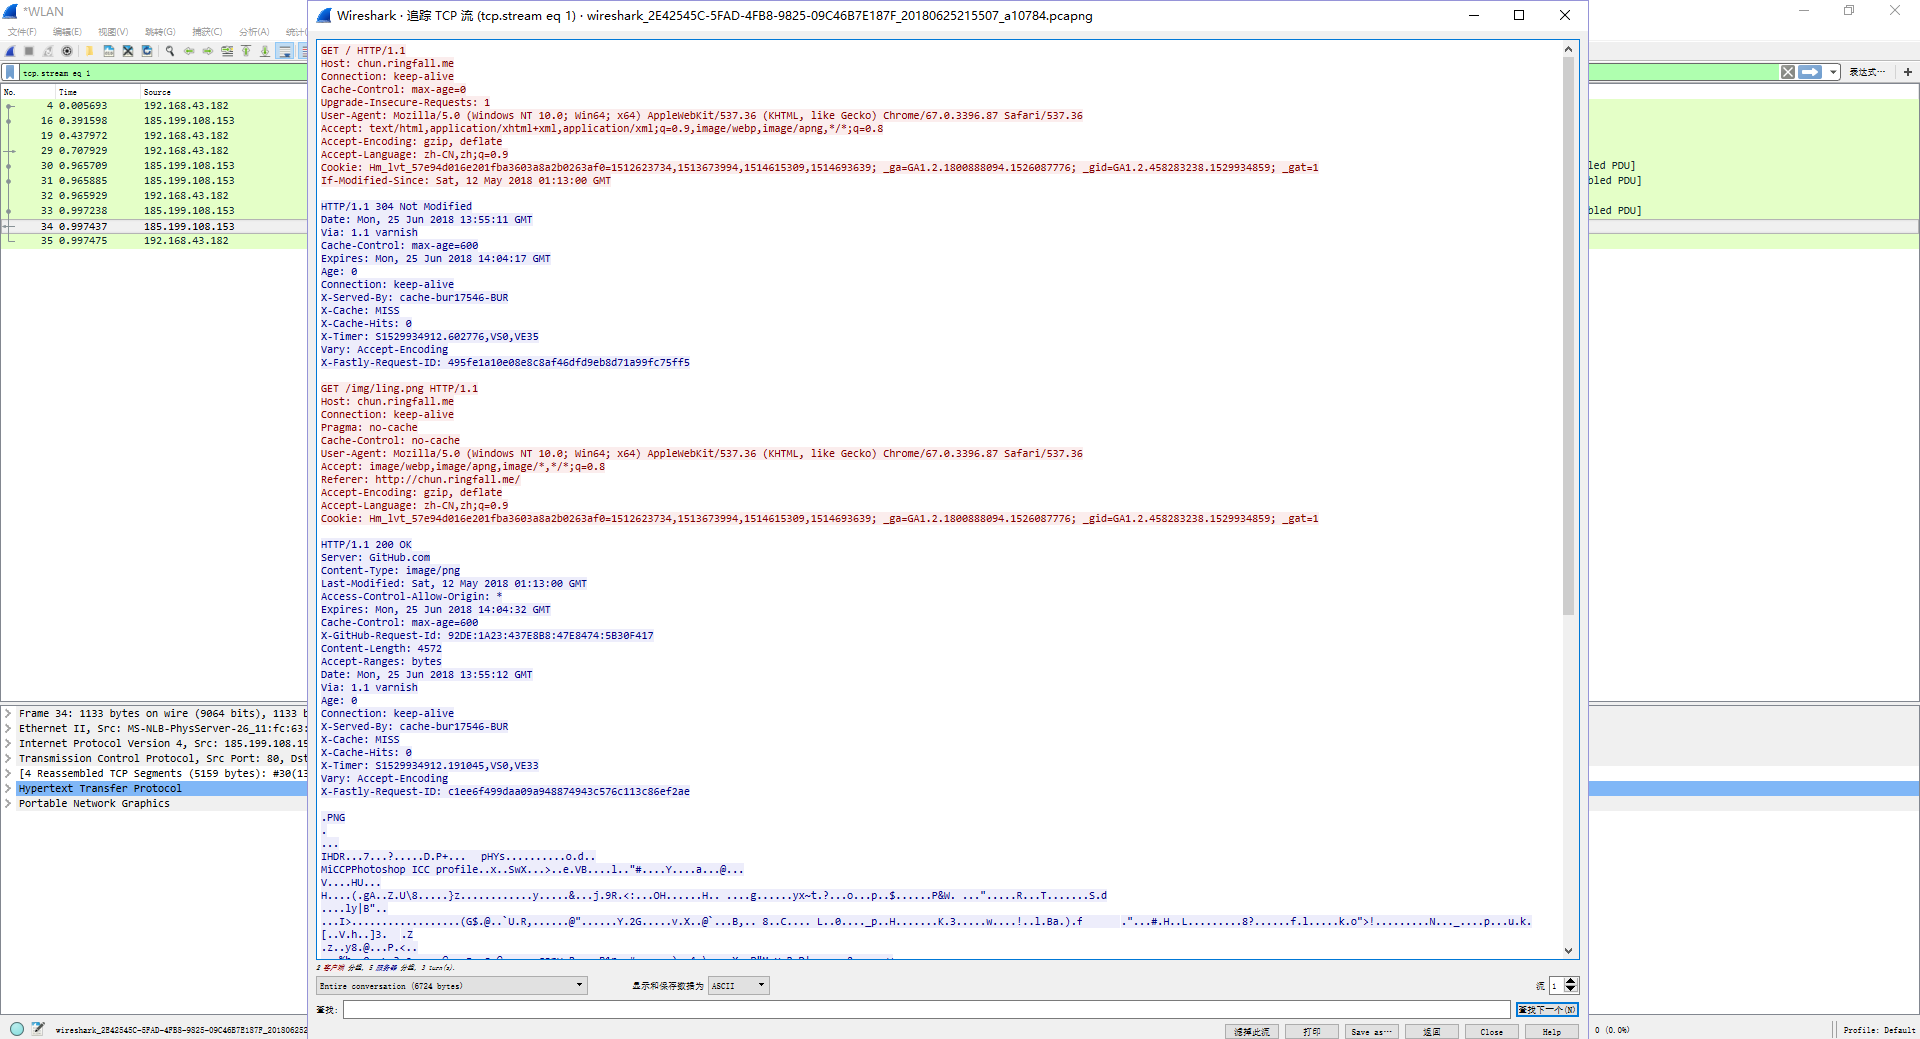 *WLAN
文件(F) 编辑(E) 视图(V) 跳转(G) 捕获(C) 分析(A) 统计(
tcp.stream eq 1
表达式…
No. Time Source
4 0.005693 192.168.43.182
16 0.391598 185.199.108.153
19 0.437972 192.168.43.182
29 0.707929 192.168.43.182
30 0.965709 185.199.108.153
31 0.965885 185.199.108.153
32 0.965929 192.168.43.182
33 0.997238 185.199.108.153
34 0.997437 185.199.108.153
35 0.997475 192.168.43.182
led PDU]
bled PDU]
bled PDU]
Frame 34: 1133 bytes on wire (9064 bits), 1133 b
Ethernet II, Src: MS-NLB-PhysServer-26_11:fc:63:
Internet Protocol Version 4, Src: 185.199.108.15
Transmission Control Protocol, Src Port: 80, Dst
[4 Reassembled TCP Segments (5159 bytes): #30(13
Hypertext Transfer Protocol
Portable Network Graphics
wireshark_2E42545C-5FAD-4FB8-9825-09C46B7E187F_201806252
0 (0.0%)
Profile: Default
Wireshark · 追踪 TCP 流 (tcp.stream eq 1) · wireshark_2E42545C-5FAD-4FB8-9825-09C46B7E187F_20180625215507_a10784.pcapng
GET / HTTP/1.1
Host: chun.ringfall.me
Connection: keep-alive
Cache-Control: max-age=0
Upgrade-Insecure-Requests: 1
User-Agent: Mozilla/5.0 (Windows NT 10.0; Win64; x64) AppleWebKit/537.36 (KHTML, like Gecko) Chrome/67.0.3396.87 Safari/537.36
Accept: text/html,application/xhtml+xml,application/xml;q=0.9,image/webp,image/apng,*/*;q=0.8
Accept-Encoding: gzip, deflate
Accept-Language: zh-CN,zh;q=0.9
Cookie: Hm_lvt_57e94d016e201fba3603a8a2b0263af0=1512623734,1513673994,1514615309,1514693639; _ga=GA1.2.1800888094.1526087776; _gid=GA1.2.458283238.1529934859; _gat=1
If-Modified-Since: Sat, 12 May 2018 01:13:00 GMT
HTTP/1.1 304 Not Modified
Date: Mon, 25 Jun 2018 13:55:11 GMT
Via: 1.1 varnish
Cache-Control: max-age=600
Expires: Mon, 25 Jun 2018 14:04:17 GMT
Age: 0
Connection: keep-alive
X-Served-By: cache-bur17546-BUR
X-Cache: MISS
X-Cache-Hits: 0
X-Timer: S1529934912.602776,VS0,VE35
Vary: Accept-Encoding
X-Fastly-Request-ID: 495fe1a10e08e8c8af46dfd9eb8d71a99fc75ff5
GET /img/ling.png HTTP/1.1
Host: chun.ringfall.me
Connection: keep-alive
Pragma: no-cache
Cache-Control: no-cache
User-Agent: Mozilla/5.0 (Windows NT 10.0; Win64; x64) AppleWebKit/537.36 (KHTML, like Gecko) Chrome/67.0.3396.87 Safari/537.36
Accept: image/webp,image/apng,image/*,*/*;q=0.8
Referer: http://chun.ringfall.me/
Accept-Encoding: gzip, deflate
Accept-Language: zh-CN,zh;q=0.9
Cookie: Hm_lvt_57e94d016e201fba3603a8a2b0263af0=1512623734,1513673994,1514615309,1514693639; _ga=GA1.2.1800888094.1526087776; _gid=GA1.2.458283238.1529934859; _gat=1
HTTP/1.1 200 OK
Server: GitHub.com
Content-Type: image/png
Last-Modified: Sat, 12 May 2018 01:13:00 GMT
Access-Control-Allow-Origin: *
Expires: Mon, 25 Jun 2018 14:04:32 GMT
Cache-Control: max-age=600
X-GitHub-Request-Id: 92DE:1A23:437E8B8:47E8474:5B30F417
Content-Length: 4572
Accept-Ranges: bytes
Date: Mon, 25 Jun 2018 13:55:12 GMT
Via: 1.1 varnish
Age: 0
Connection: keep-alive
X-Served-By: cache-bur17546-BUR
X-Cache: MISS
X-Cache-Hits: 0
X-Timer: S1529934912.191045,VS0,VE33
Vary: Accept-Encoding
X-Fastly-Request-ID: c1ee6f499daa09a948874943c576c113c86ef2ae
.PNG
.
...
IHDR...7...?.....D.P+... pHYs..........o.d..
MiCCPPhotoshop ICC profile..x..SwX...>..e.VB....l.."#....Y....a...@...
V....HU...
H....(.gA..Z.U\8.....}z............y.....&...j.9R.<:...OH......H.. ....g......yx~t.?...o...p..$......P&W. ...".....R...T.......S.d
....ly|B"..
...I>...............(G$.@..`U.R,......@"......Y.2G.....v.X..@`...B,.. 8..C.... L..0...._p..H.......K.3.....w....!..l.Ba.).f ."...#.H..L.........8?......f.l.....k.o">!.........N..._....p...u.k.
[..V.h..]3. .Z
.z..y8.@...P.<..
2 客户端 分组, 5 服务器 分组, 3 turn(s).
Entire conversation (6724 bytes)
显示和保存数据为 ASCII
流 1
查找:
查找下一个(N)
滤掉此流 打印 Save as… 返回 Close Help